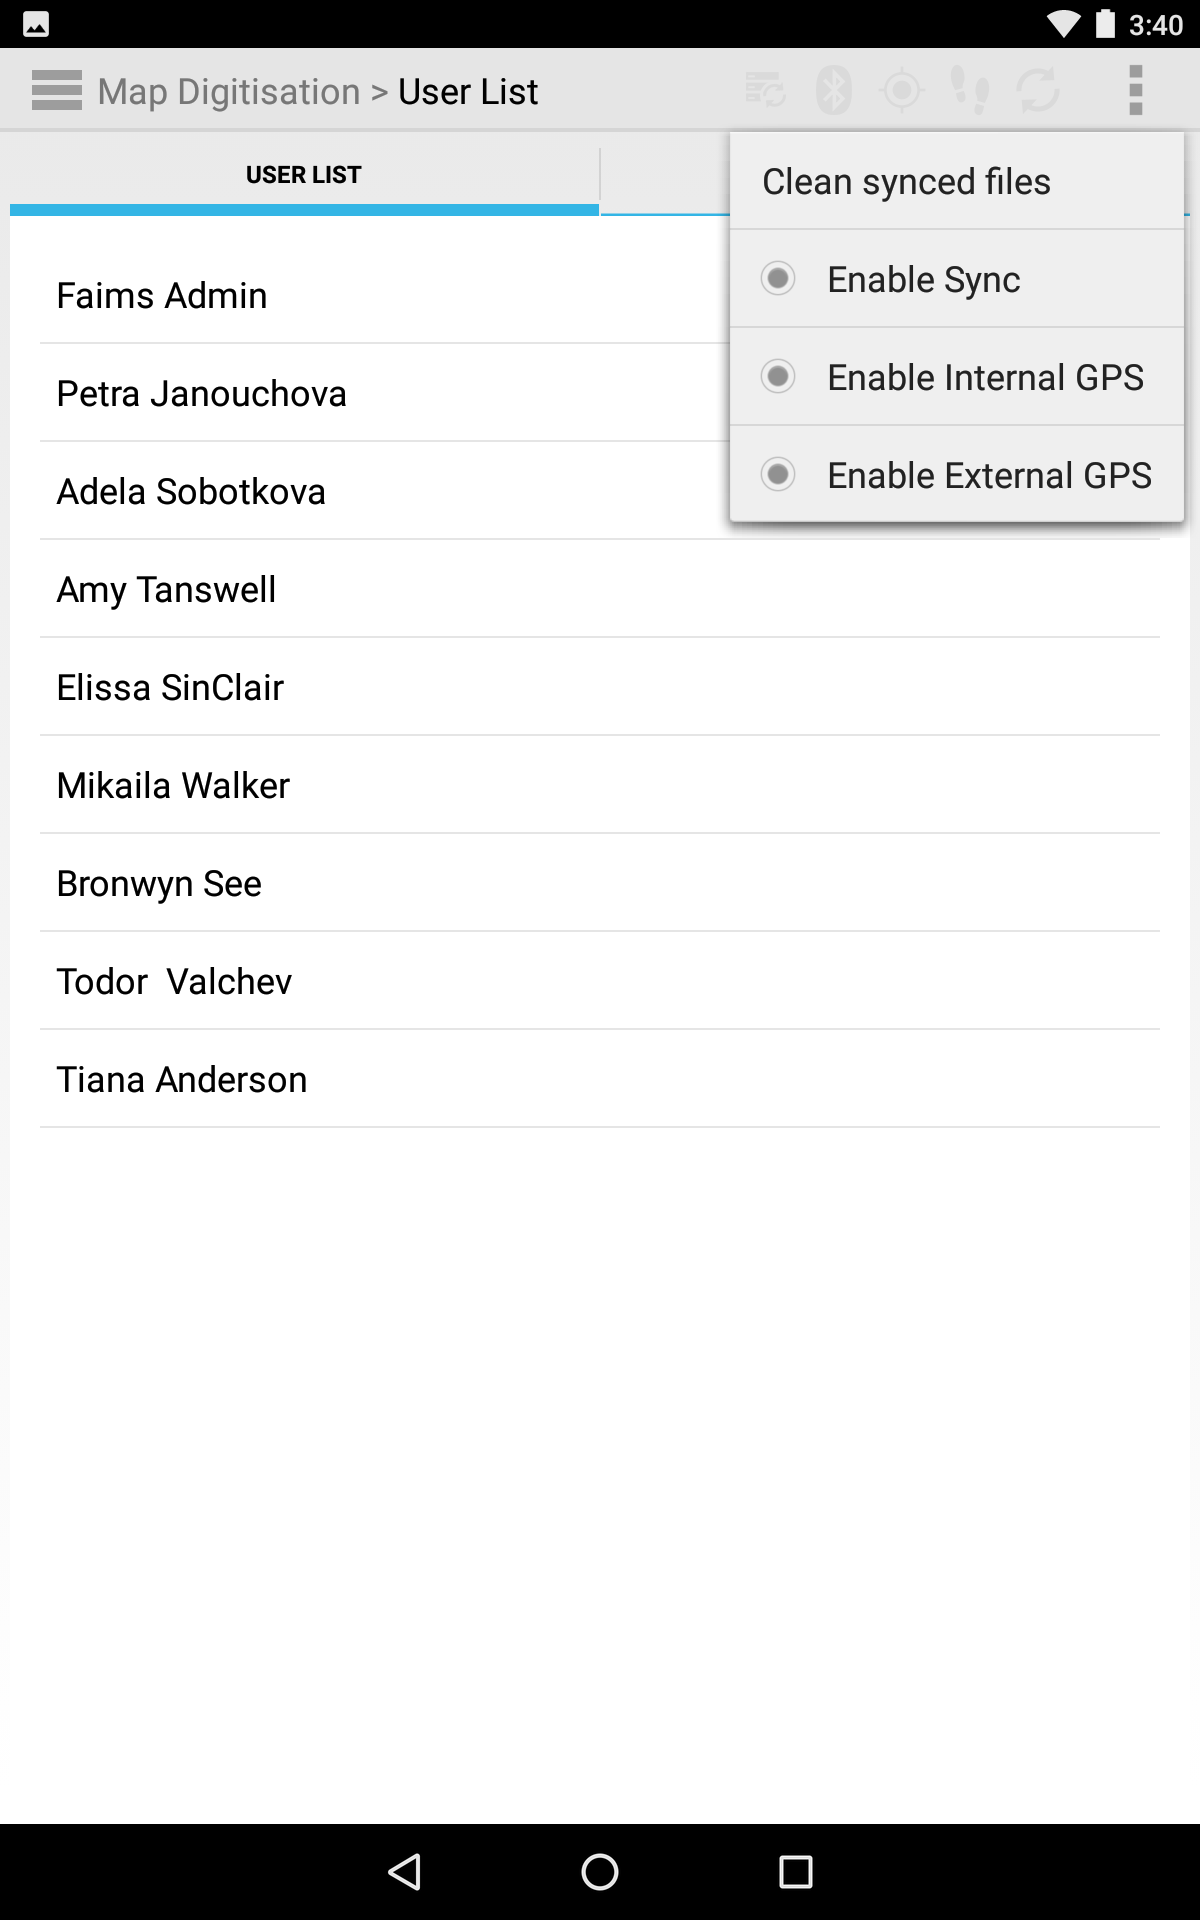 3:40
Map Digitisation > User List
USER LIST
Clean synced files
Enable Sync
Enable Internal GPS
Enable External GPS
Faims Admin
Petra Janouchova
Adela Sobotkova
Amy Tanswell
Elissa SinClair
Mikaila Walker
Bronwyn See
Todor  Valchev
Tiana Anderson